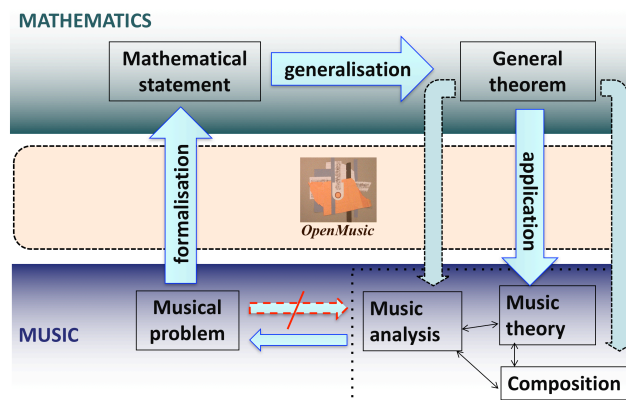 MATHEMATICS
Mathematical
statement
generalisation
General
theorem
formalisation
application
OpenMusic
MUSIC
Musical
problem
Music
analysis
Music
theory
Composition